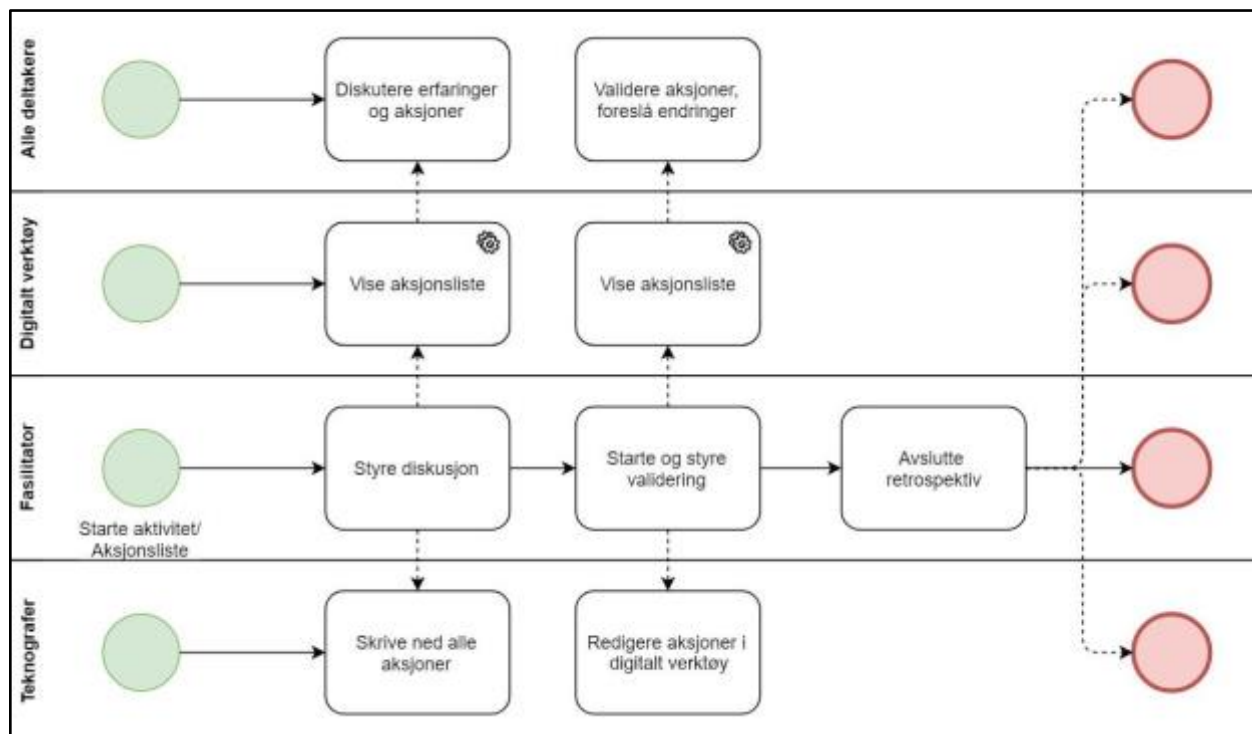 Alle deltakere
Diskutere erfaringer
og aksjoner
Validere aksjoner,
foreslå endringer
Digitalt verktøy
Vise aksjonsliste
Vise aksjonsliste
Fasilitator
Starte aktivitet/
Aksjonsliste
Styre diskusjon
Starte og styre
validering
Avslutte
retrospektiv
Teknografer
Skrive ned alle
aksjoner
Redigere aksjoner i
digitalt verktøy